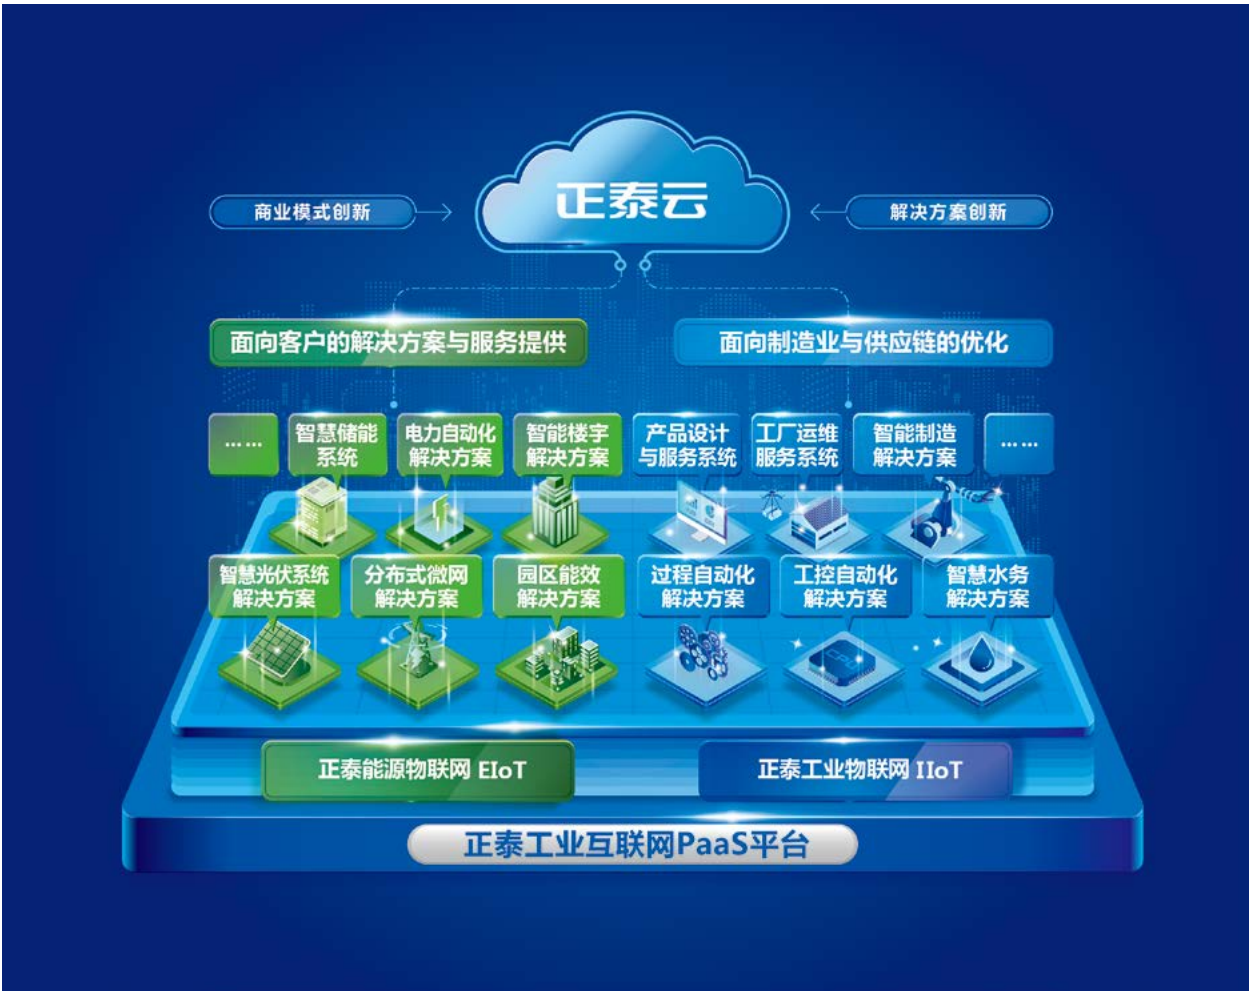 正泰云
商业模式创新
解决方案创新
面向客户的解决方案与服务提供
面向制造业与供应链的优化
... ...
智慧储能
系统
电力自动化
解决方案
智能楼宇
解决方案
产品设计
与服务系统
工厂运维
服务系统
智能制造
解决方案
... ...
智慧光伏系统
解决方案
分布式微网
解决方案
园区能效
解决方案
过程自动化
解决方案
工控自动化
解决方案
智慧水务
解决方案
CPU
正泰能源物联网 EIoT
正泰工业物联网 IIoT
正泰工业互联网PaaS平台